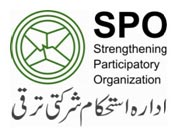 SPO
Strengthening
Participatory
Organization
ادارہ استحکام شرکتی ترقی